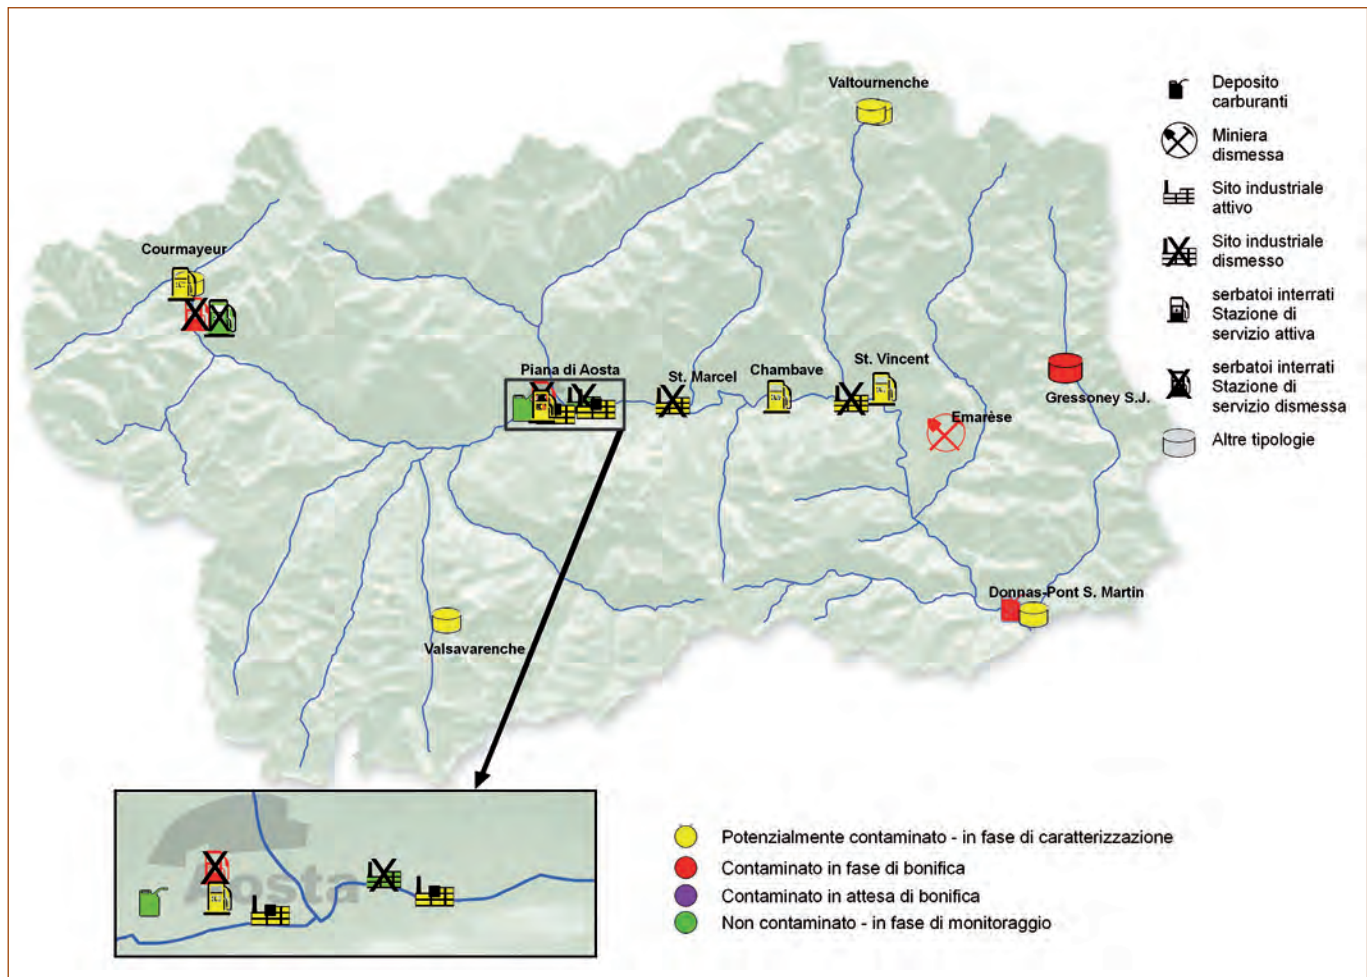 Valtournenche
Courmayeur
Piana di Aosta
St. Marcel
Chambave
St. Vincent
Emarèse
Gressoney S.J.
Donnas-Pont S. Martin
Valsavarenche
Aosta
Deposito
carburanti
Miniera
dismessa
Sito industriale
attivo
Sito industriale
dismesso
serbatoi interrati
Stazione di
servizio attiva
serbatoi interrati
Stazione di
servizio dismessa
Altre tipologie
Potenzialmente contaminato - in fase di caratterizzazione
Contaminato in fase di bonifica
Contaminato in attesa di bonifica
Non contaminato - in fase di monitoraggio